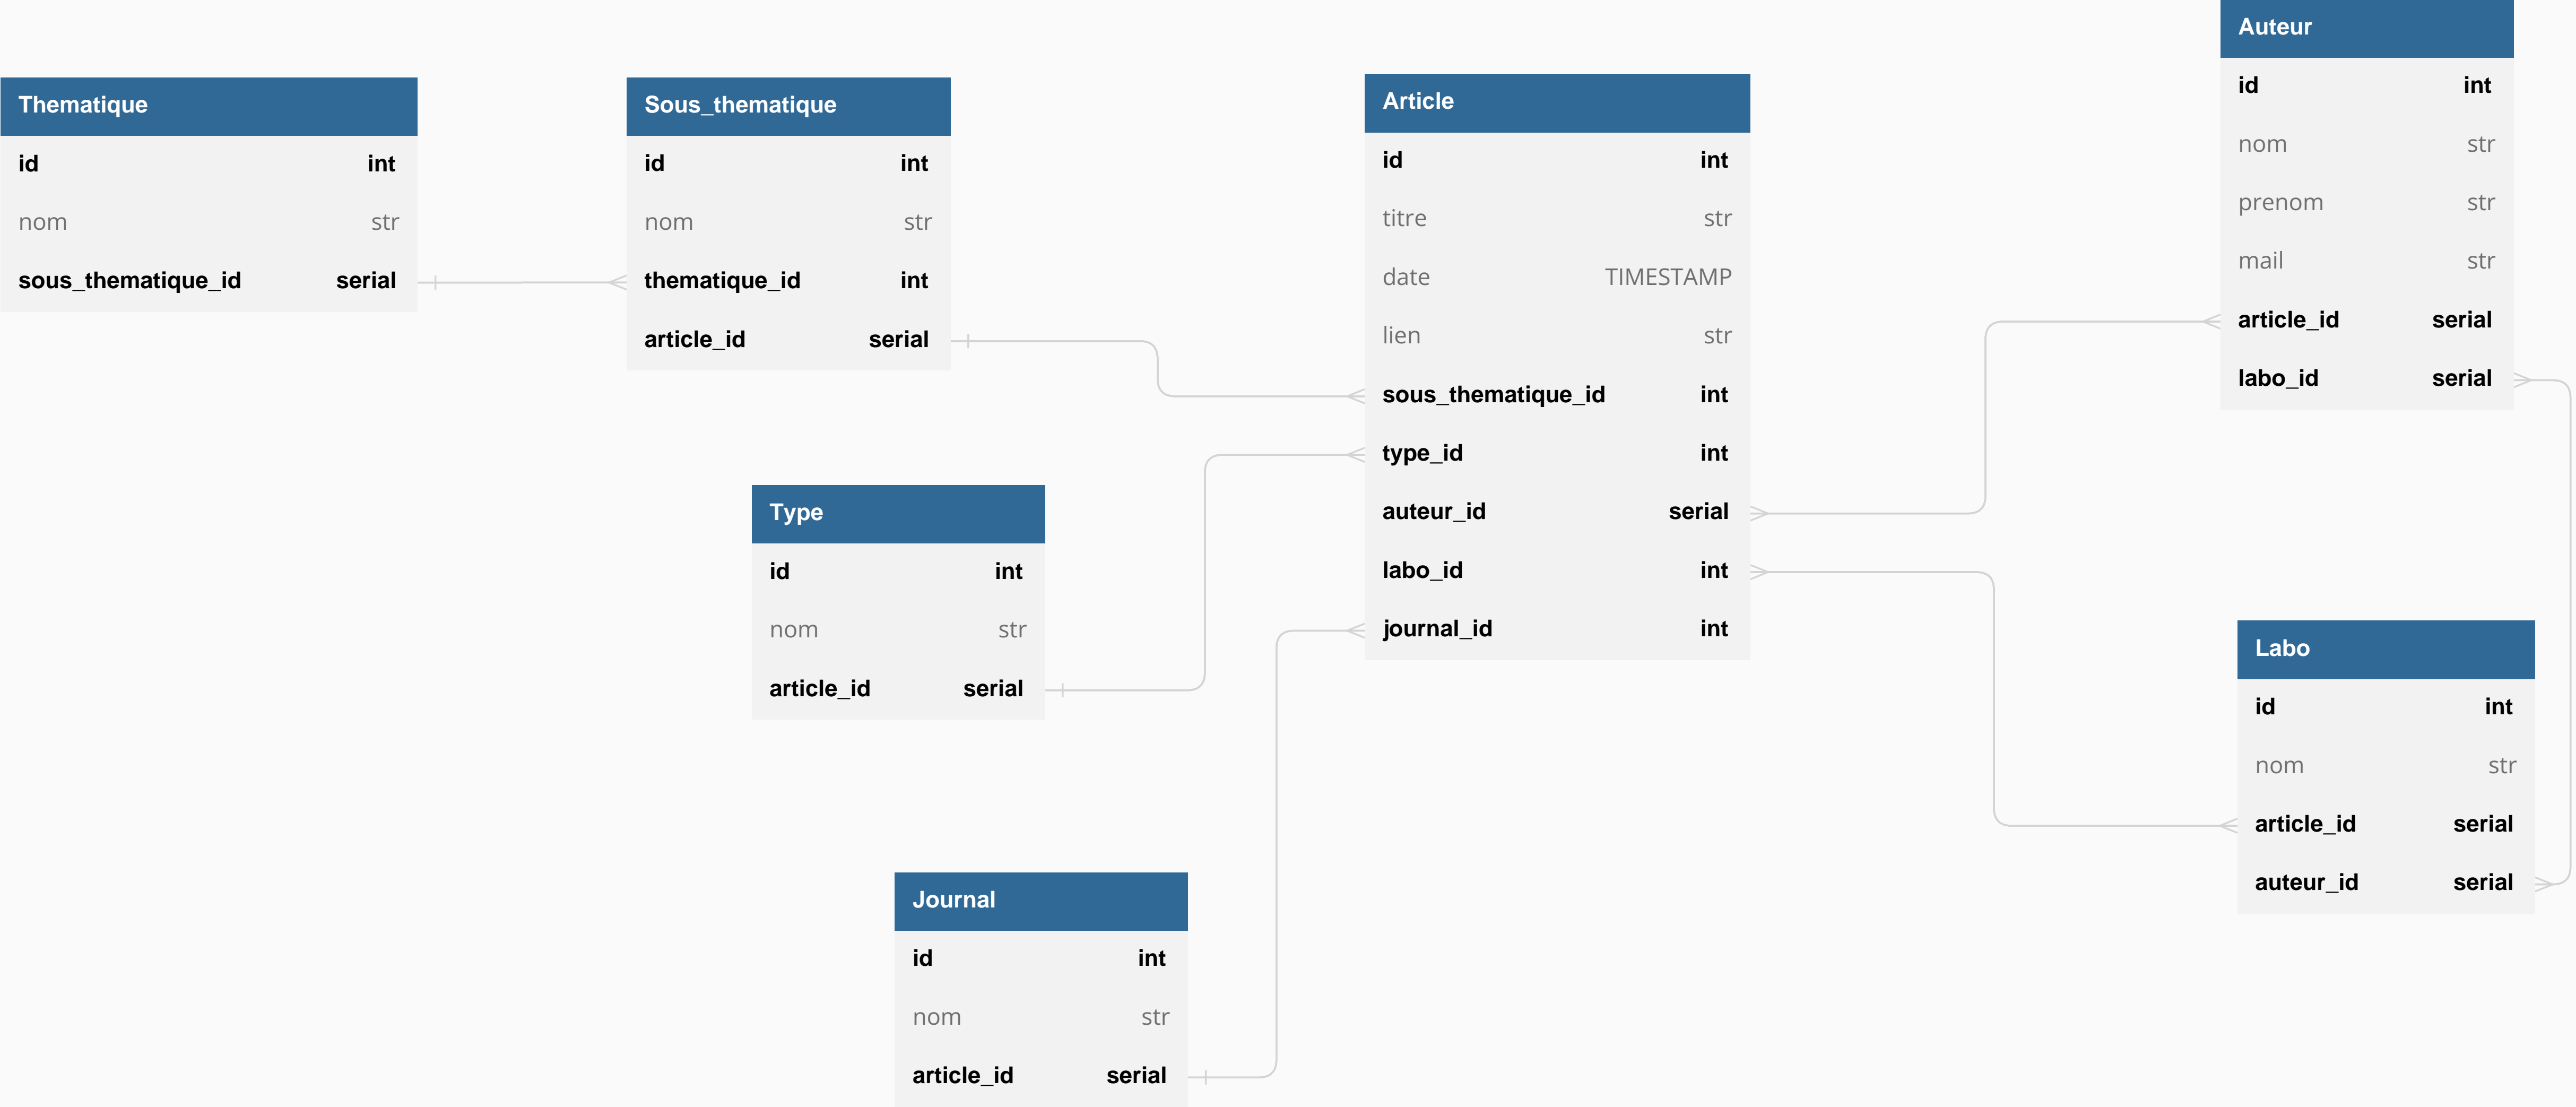 Thematique
id int
nom str
sous_thematique_id serial
Sous_thematique
id int
nom str
thematique_id int
article_id serial
Type
id int
nom str
article_id serial
Journal
id int
nom str
article_id serial
Article
id int
titre str
date TIMESTAMP
lien str
sous_thematique_id int
type_id int
auteur_id serial
labo_id int
journal_id int
Auteur
id int
nom str
prenom str
mail str
article_id serial
labo_id serial
Labo
id int
nom str
article_id serial
auteur_id serial